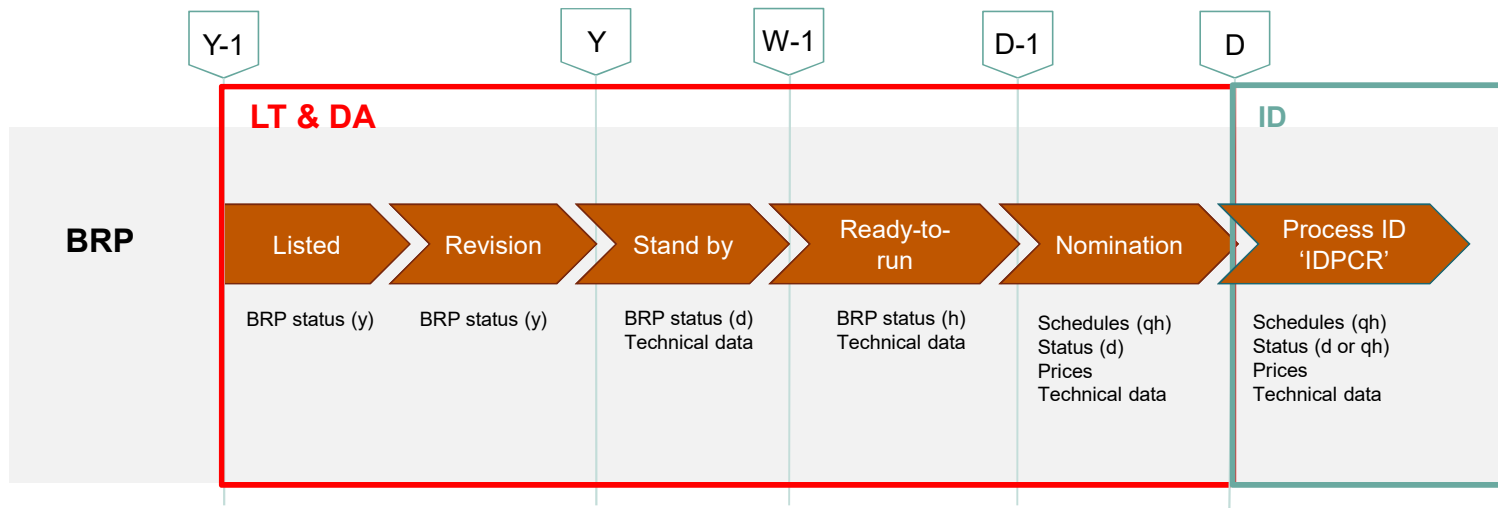 Y-1
Y
W-1
D-1
D
LT & DA
ID
BRP
Listed
Revision
Stand by
Ready-to-
run
Nomination
Process ID
‘IDPCR’
BRP status (y)
BRP status (y)
BRP status (d)
Technical data
BRP status (h)
Technical data
Schedules (qh)
Status (d)
Prices
Technical data
Schedules (qh)
Status (d or qh)
Prices
Technical data